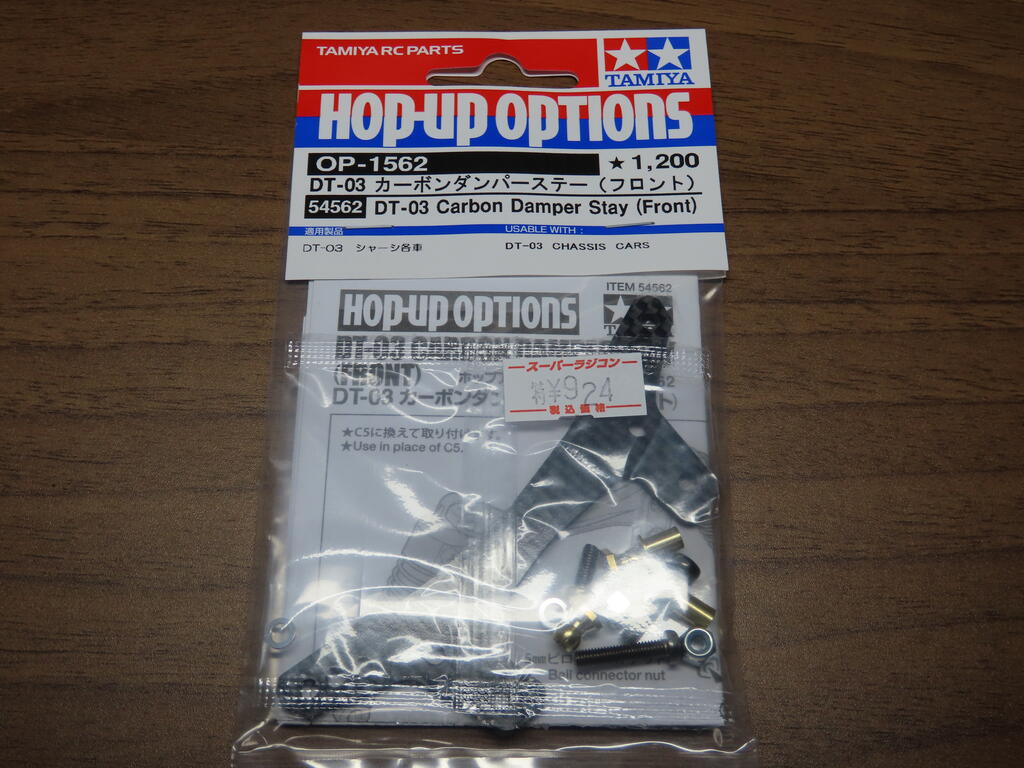 TAMIYA RC PARTS
TAMIYA
HOP-UP OPTIONS
OP-1562
★ 1,200
DT-03 カーボンダンパーステー（フロント）
54562 DT-03 Carbon Damper Stay (Front)
適用製品
USABLE WITH :
DT-03 シャーシ各車
DT-03 CHASSIS CARS
ITEM 54562
HOP-UP OPTIONS
DT-03
(FRONT)
スーパーラジコン
特¥924
税込価格
DT-03 カーボンダ
★C5に換えて取り付け
★Use in place of C5.
Ball connector nut